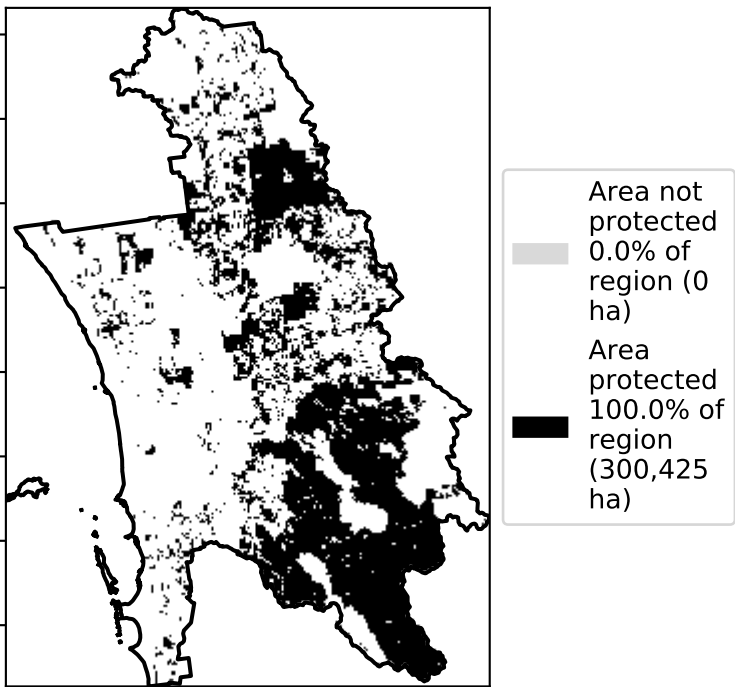 Area not
protected
0.0% of
region (0
ha)
Area
protected
100.0% of
region
(300,425
ha)